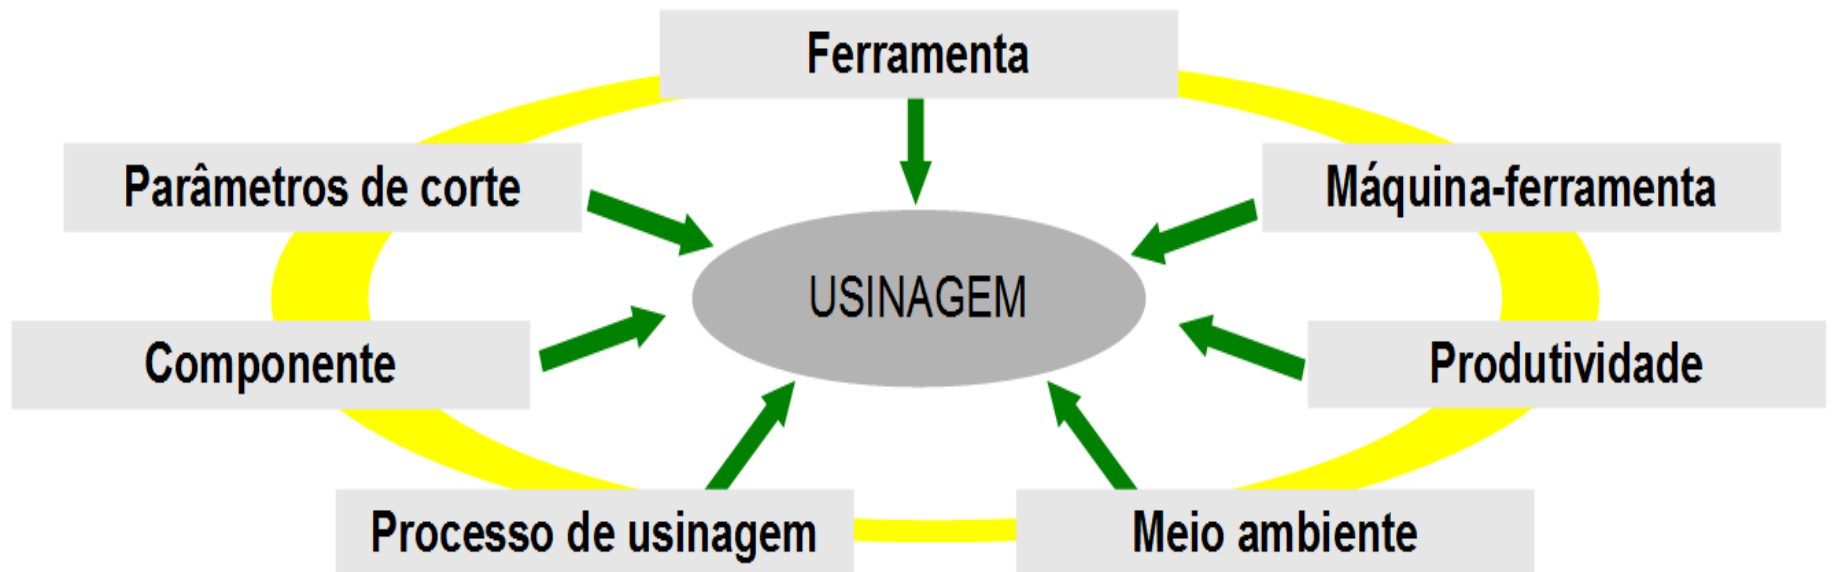 Ferramenta
Parâmetros de corte
Máquina-ferramenta
USINAGEM
Componente
Produtividade
Processo de usinagem
Meio ambiente